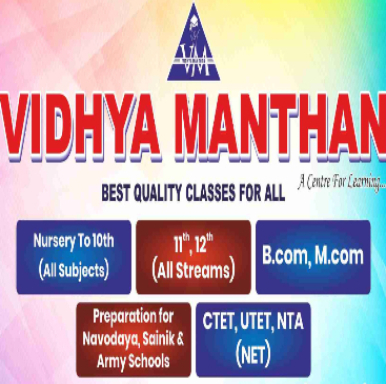 VM
VIDHYA MANTHAN
A Centre For Learning...
BEST QUALITY CLASSES FOR ALL
Nursery To 10th
(All Subjects)
11th, 12th
(All Streams)
B.com, M.com
Preparation for
Navodaya, Sainik &
Army Schools
CTET, UTET, NTA
(NET)